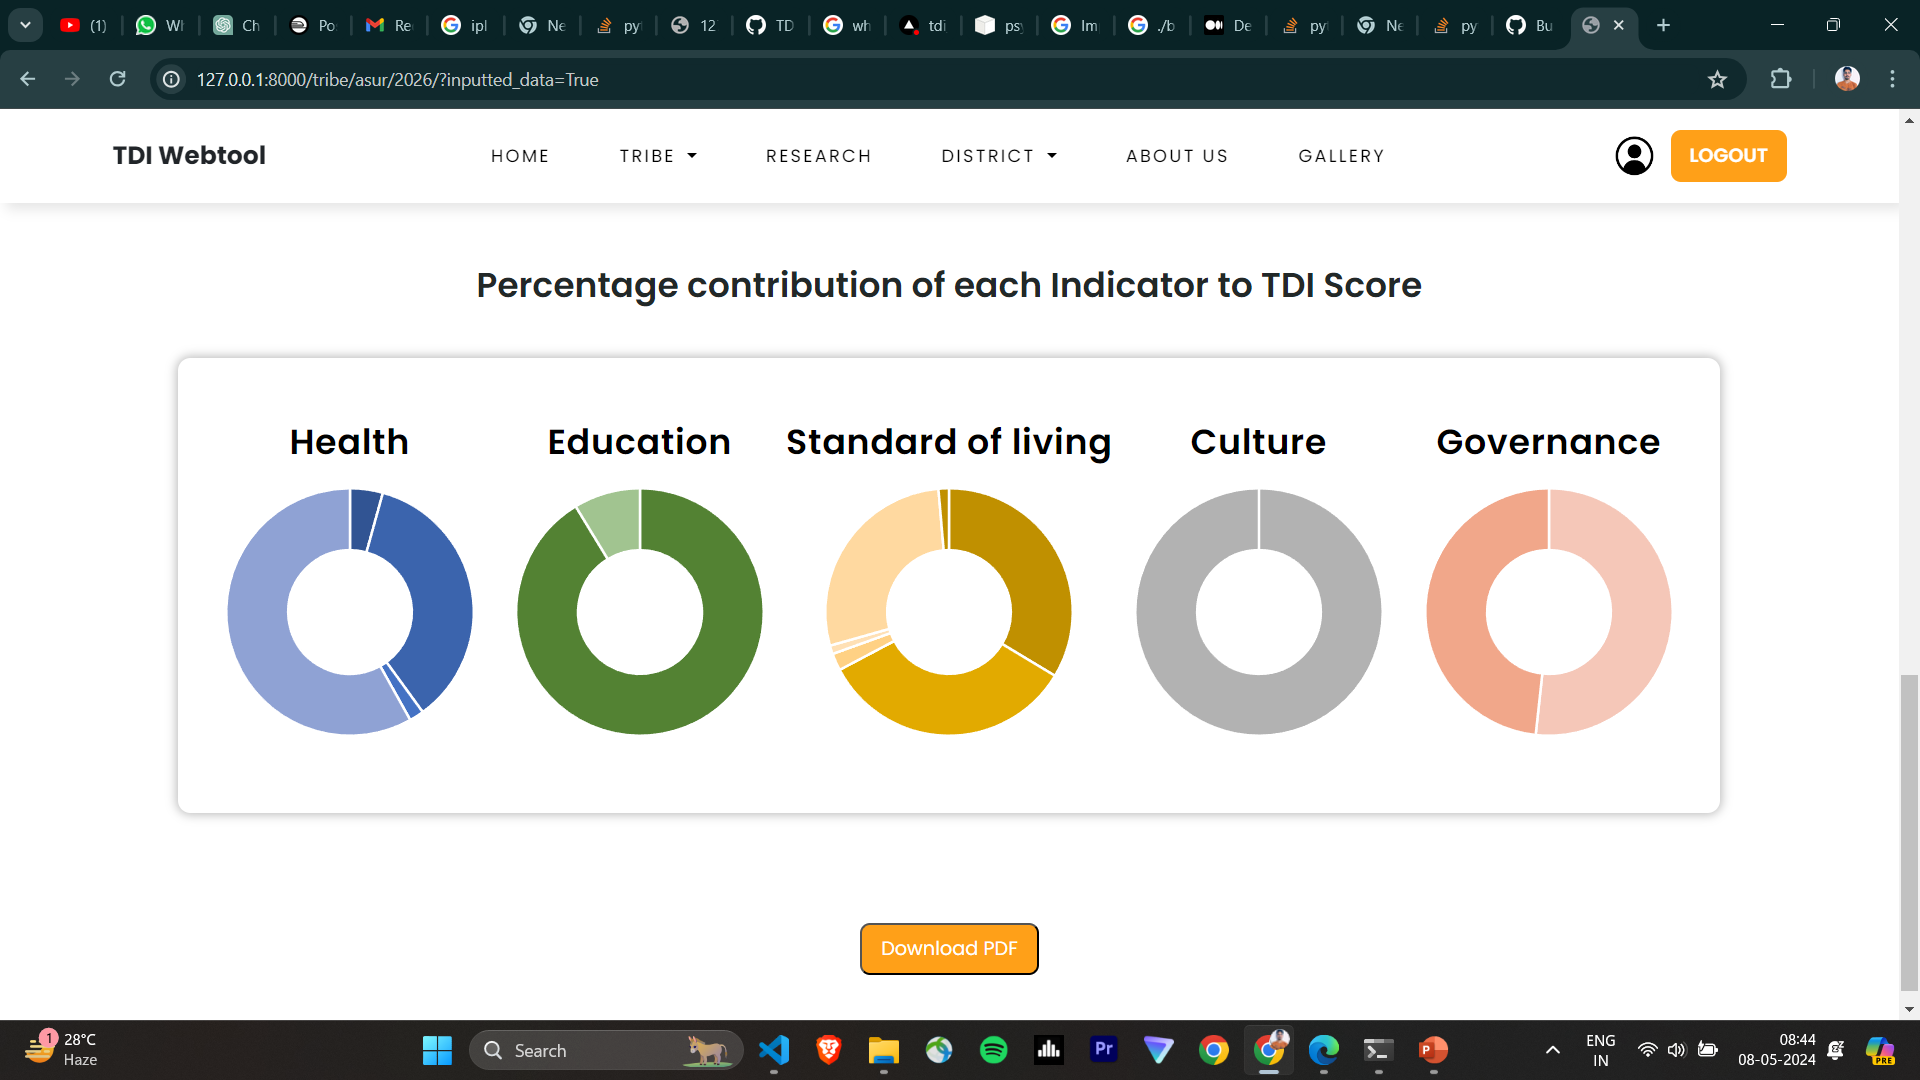 (1)
Wh
Ch
Po
Re
ipl
Ne
py
12
TD
wh
tdi
psy
Im
./b
De
py
Ne
py
Bu
127.0.0.1:8000/tribe/asur/2026/?inputted_data=True
TDI Webtool
HOME
TRIBE
RESEARCH
DISTRICT
ABOUT US
GALLERY
LOGOUT
Percentage contribution of each Indicator to TDI Score
Health
Education
Standard of living
Culture
Governance
Download PDF
1
28°C
Haze
Search
Pr
ENG
IN
08:44
08-05-2024
PRE